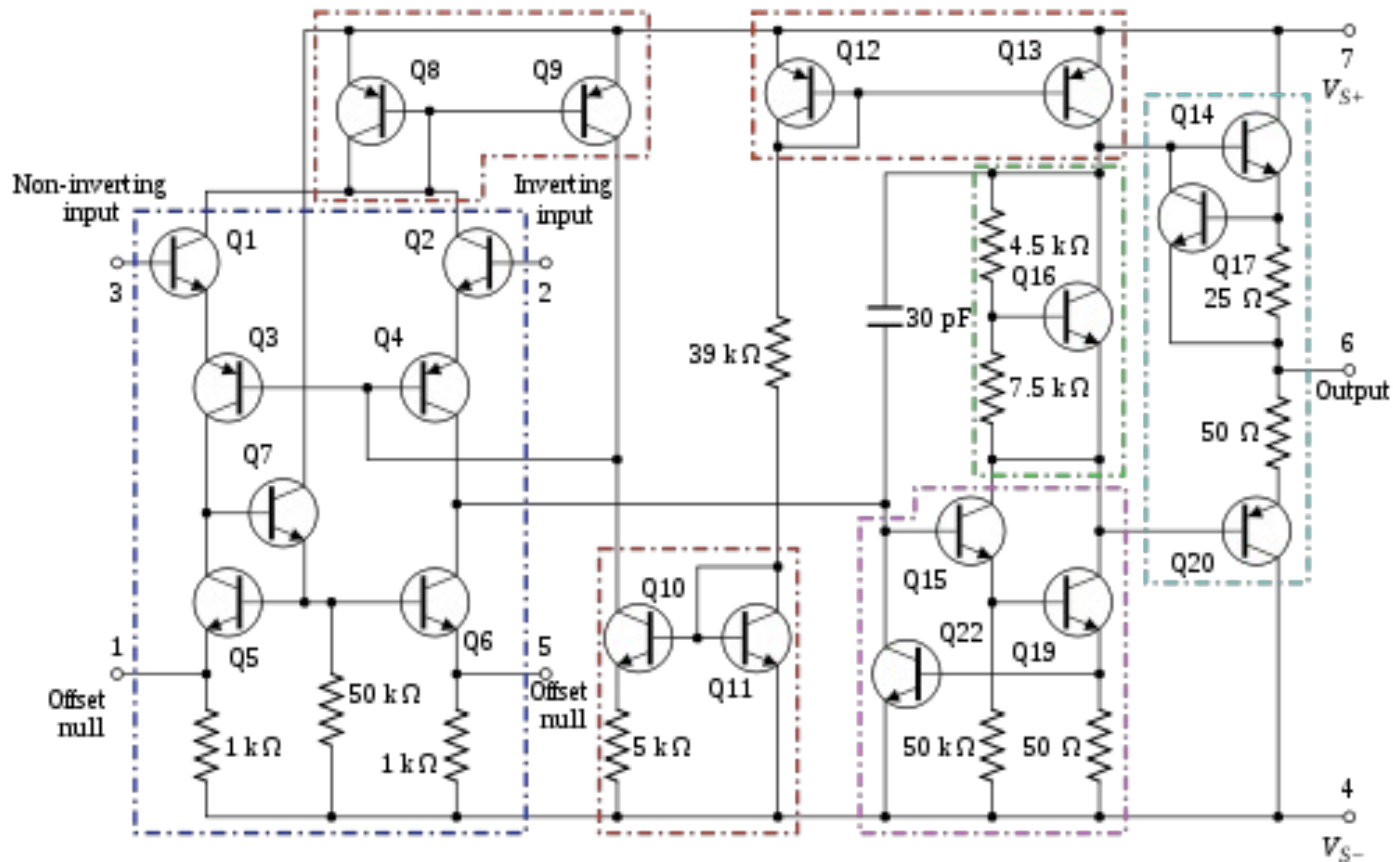 Q8
Q9
Q12
Q13
7
V_{S+}
Q14
Non-inverting
input
Inverting
input
Q1
Q2
3
2
4.5 kΩ
Q16
Q17
25 Ω
30 pF
6
Output
Q3
Q4
39 kΩ
7.5 kΩ
50 Ω
Q7
Q15
Q20
Q10
Q22
Q19
1
Q5
Q6
5
Q11
Offset
null
50 kΩ
Offset
null
1 kΩ
1 kΩ
5 kΩ
50 kΩ
50 Ω
4
V_{S−}